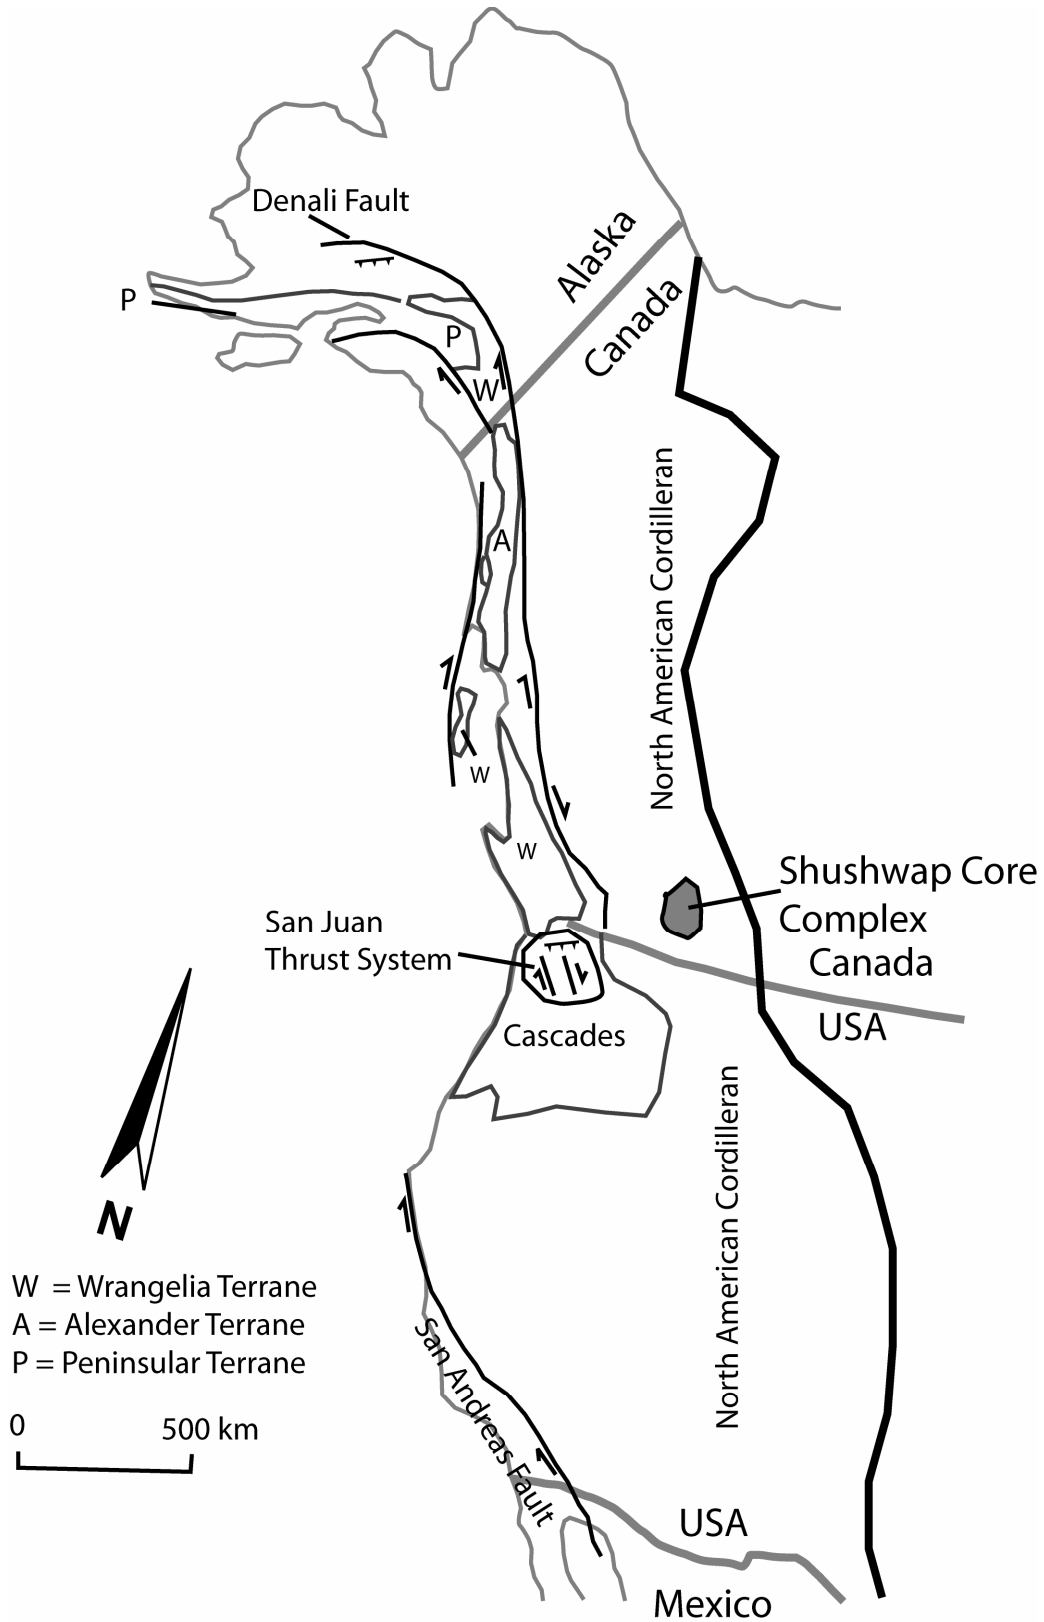 Denali Fault
Alaska
Canada
P
P
W
A
North American Cordilleran
W
W
Shushwap Core
Complex
Canada
USA
San Juan
Thrust System
Cascades
North American Cordilleran
N
W = Wrangelia Terrane
A = Alexander Terrane
P = Peninsular Terrane
San Andreas Fault
0 500 km
USA
Mexico